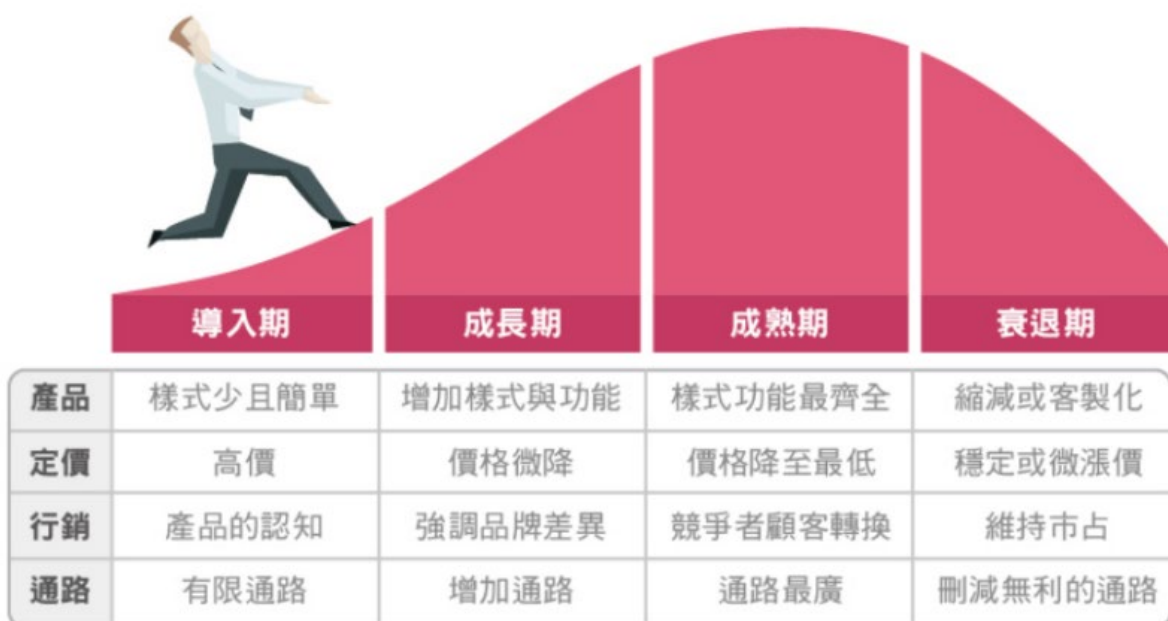 導入期 成長期 成熟期 衰退期
產品 樣式少且簡單 增加樣式與功能 樣式功能最齊全 縮減或客製化
定價 高價 價格微降 價格降至最低 穩定或微漲價
行銷 產品的認知 強調品牌差異 競爭者顧客轉換 維持市占
通路 有限通路 增加通路 通路最廣 刪減無利的通路